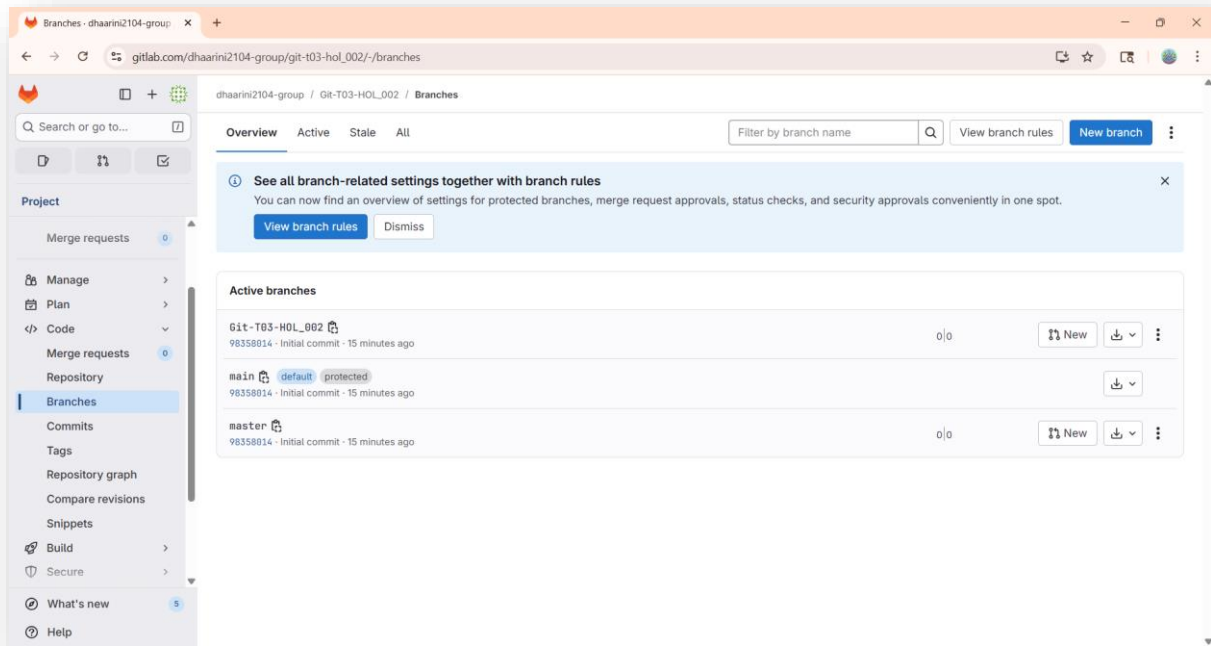 Branches · dhaarini2104-group
gitlab.com/dhaarini2104-group/git-t03-hol_002/-/branches
dhaarini2104-group / Git-T03-HOL_002 / Branches
Search or go to... /
Overview Active Stale All Filter by branch name View branch rules New branch
Project
Merge requests 0
Manage
Plan
Code
Merge requests 0
Repository
Branches
Commits
Tags
Repository graph
Compare revisions
Snippets
Build
Secure
What's new 5
Help
See all branch-related settings together with branch rules
You can now find an overview of settings for protected branches, merge request approvals, status checks, and security approvals conveniently in one spot.
View branch rules Dismiss
Active branches
Git-T03-HOL_002 0 0 New
98358014 · Initial commit · 15 minutes ago
main default protected
98358014 · Initial commit · 15 minutes ago
master 0 0 New
98358014 · Initial commit · 15 minutes ago